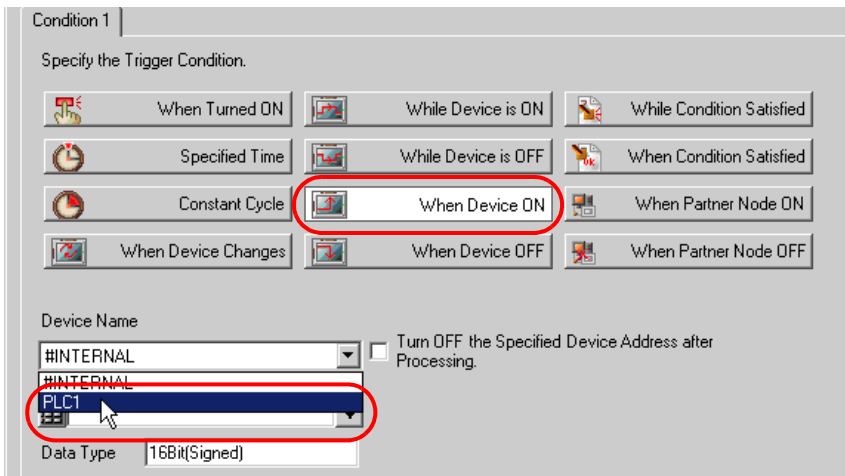 Condition 1
Specify the Trigger Condition.
When Turned ON
While Device is ON
While Condition Satisfied
Specified Time
While Device is OFF
When Condition Satisfied
Constant Cycle
When Device ON
When Partner Node ON
When Device Changes
When Device OFF
When Partner Node OFF
Device Name
#INTERNAL
Turn OFF the Specified Device Address after
Processing.
#INTERNAL
PLC1
Data Type 16Bit(Signed)